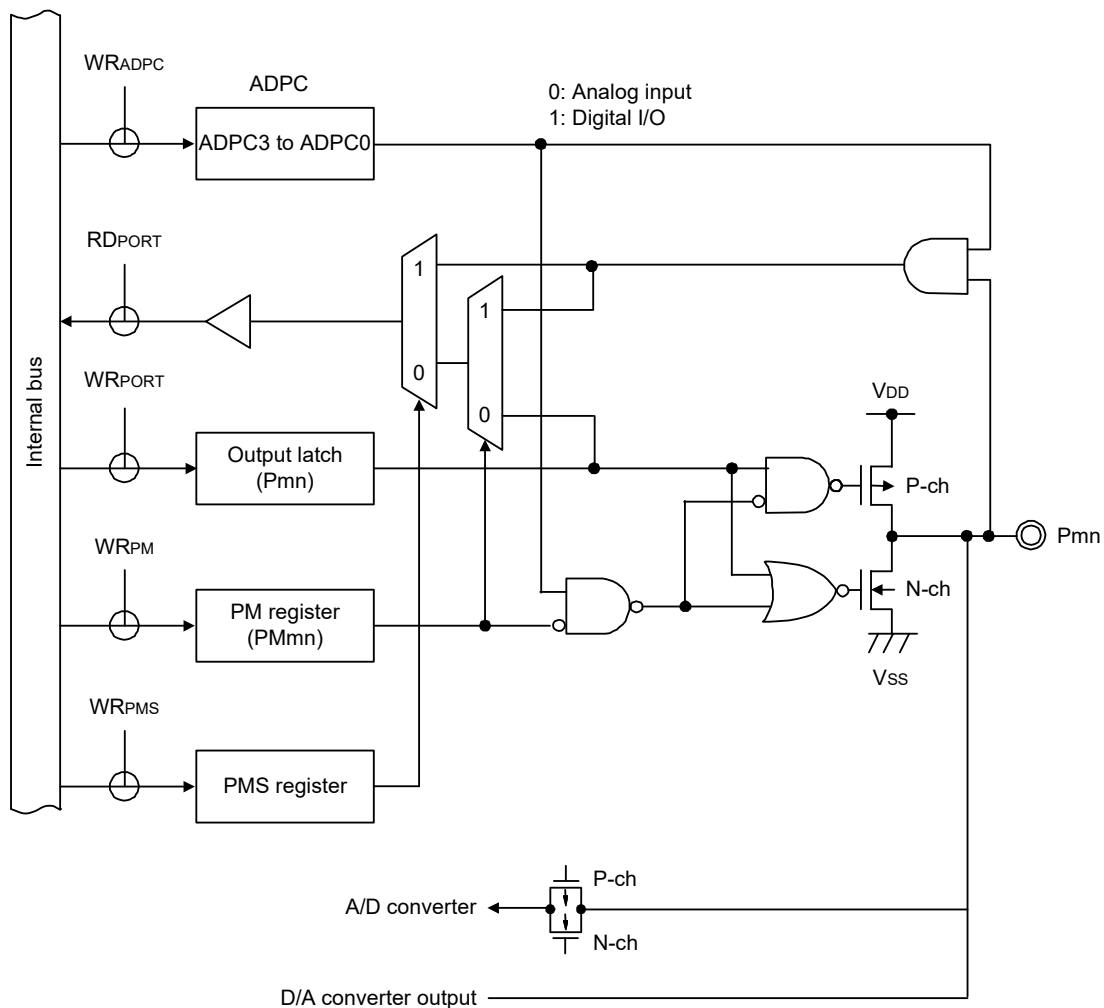 WRADPC
ADPC
0: Analog input
1: Digital I/O
ADPC3 to ADPC0
RDPORT
1
1
0
0
WRPORT
VDD
Internal bus
Output latch
(Pmn)
P-ch
Pmn
WRPM
N-ch
PM register
(PMmn)
VSS
WRPMS
PMS register
P-ch
A/D converter
N-ch
D/A converter output